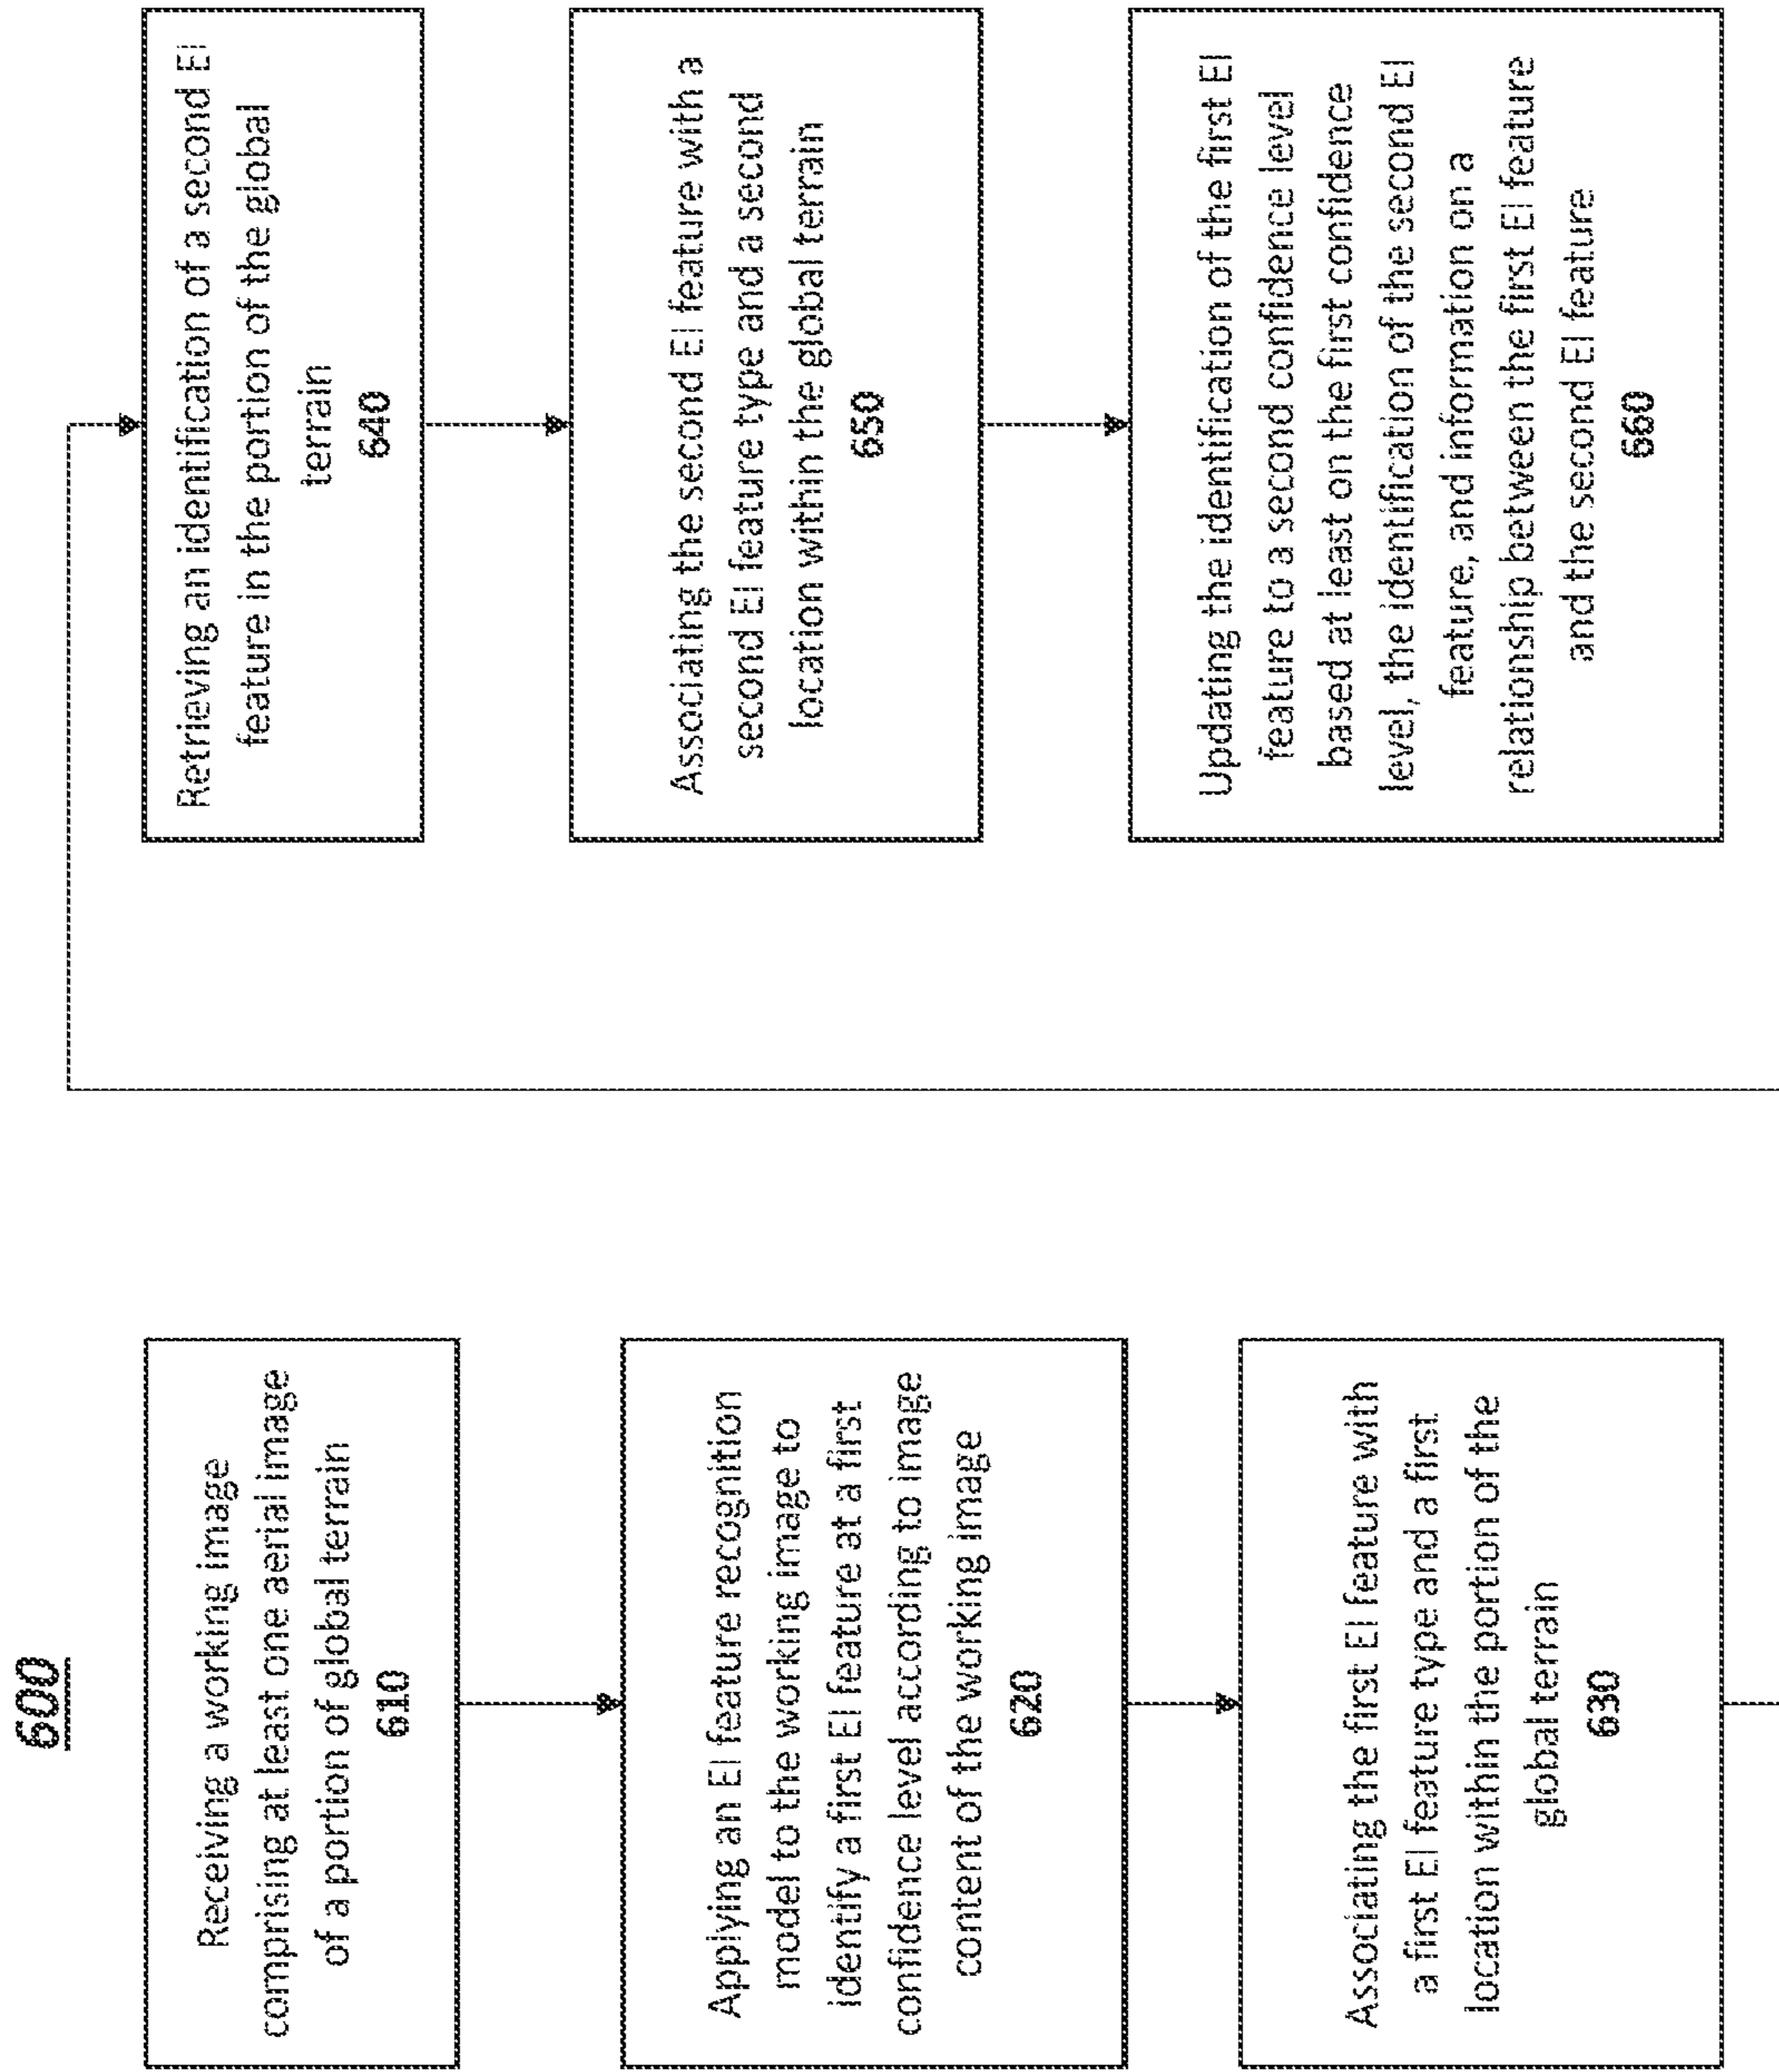 600
Receiving a working image
comprising at least one aerial image
of a portion of global terrain
610
Applying an EI feature recognition
model to the working image to
identify a first EI feature at a first
confidence level according to image
content of the working image
620
Associating the first EI feature with
a first EI feature type and a first
location within the portion of the
global terrain
630
Retrieving an identification of a second EI
feature in the portion of the global
terrain
640
Associating the second EI feature with a
second EI feature type and a second
location within the global terrain
650
Updating the identification of the first EI
feature to a second confidence level
based at least on the first confidence
level, the identification of the second EI
feature, and information on a
relationship between the first EI feature
and the second EI feature
660